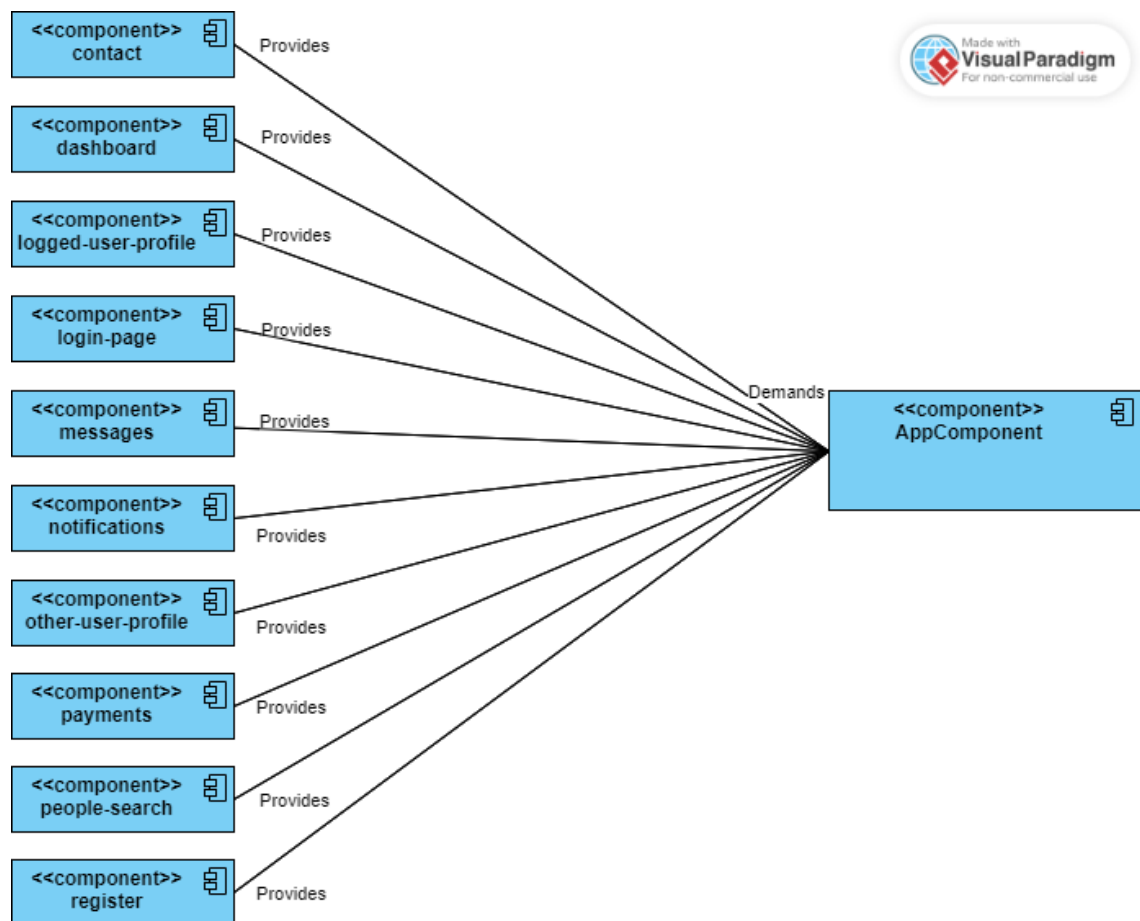 <<component>>
contact
Provides
Made with
VisualParadigm
For non-commercial use
<<component>>
dashboard
Provides
<<component>>
logged-user-profile
Provides
<<component>>
login-page
Provides
<<component>>
messages
Provides
Demands
<<component>>
AppComponent
<<component>>
notifications
Provides
<<component>>
other-user-profile
Provides
<<component>>
payments
Provides
<<component>>
people-search
Provides
<<component>>
register
Provides